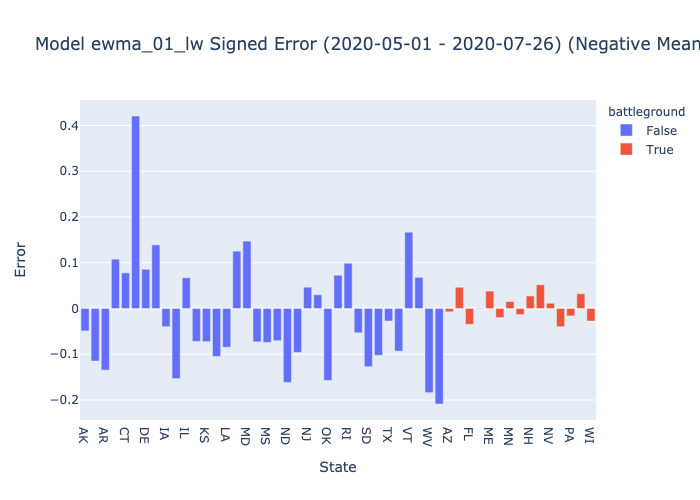 Model ewma_01_lw Signed Error (2020-05-01 - 2020-07-26) (Negative Mean
battleground
False
True
Error
0.4
0.3
0.2
0.1
0
−0.1
−0.2
AK
AR
CT
DE
IA
IL
KS
LA
MD
MS
ND
NJ
OK
RI
SD
TX
VT
WV
AZ
FL
ME
MN
NH
NV
PA
WI
State